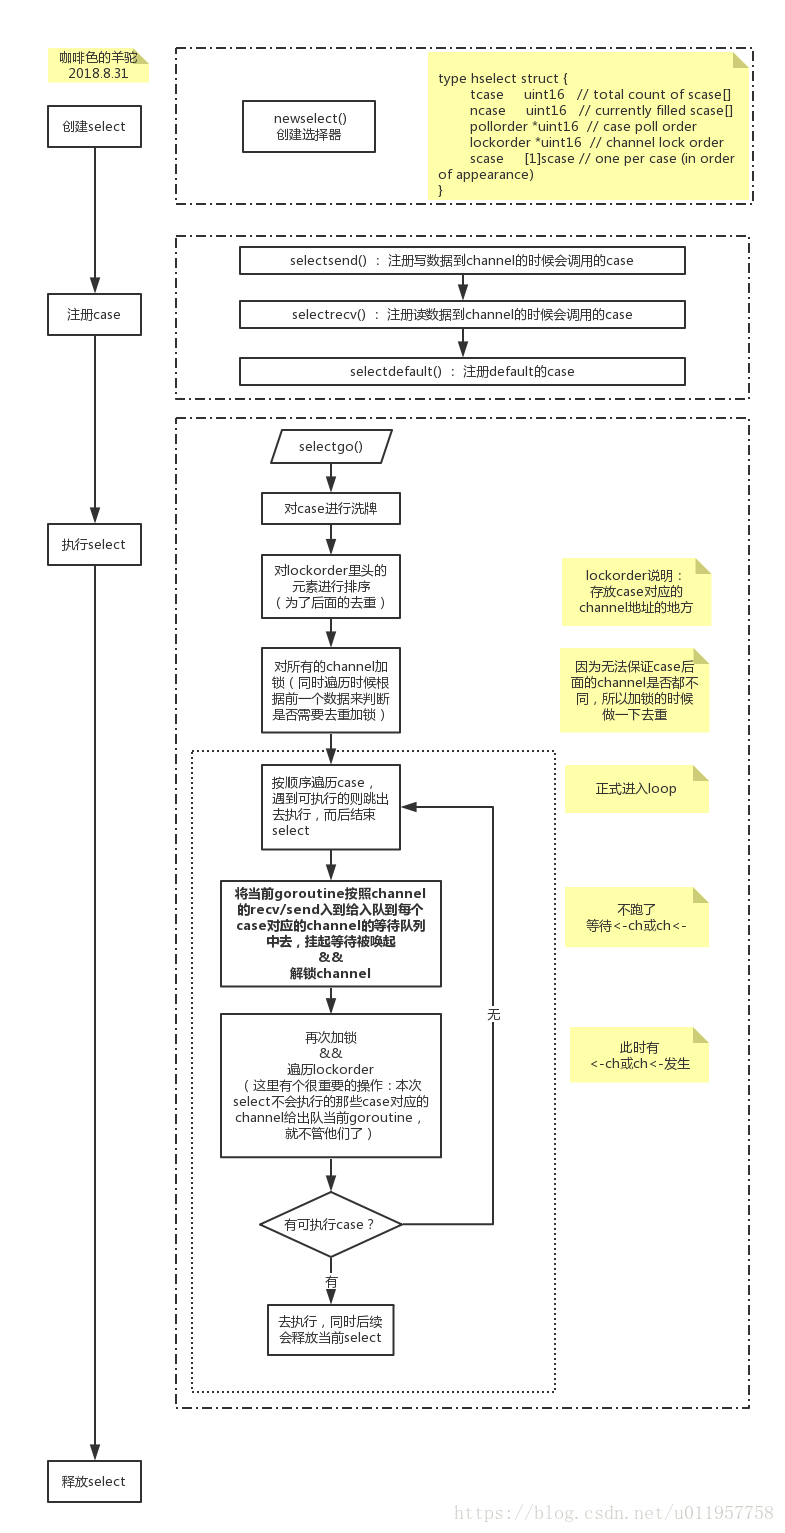 咖啡色的羊驼
2018.8.31
创建select
newselect()
创建选择器
type hselect struct {
tcase uint16 // total count of scase[]
ncase uint16 // currently filled scase[]
pollorder *uint16 // case poll order
lockorder *uint16 // channel lock order
scase [1]scase // one per case (in order
of appearance)
}
注册case
selectsend() ： 注册写数据到channel的时候会调用的case
selectrecv() ： 注册读数据到channel的时候会调用的case
selectdefault() ： 注册default的case
执行select
selectgo()
对case进行洗牌
对lockorder里头的
元素进行排序
（为了后面的去重）
lockorder说明：
存放case对应的
channel地址的地方
对所有的channel加
锁（同时遍历时候根
据前一个数据来判断
是否需要去重加锁）
因为无法保证case后
面的channel是否都不
同，所以加锁的时候
做一下去重
按顺序遍历case，
遇到可执行的则跳出
去执行，而后结束
select
正式进入loop
将当前goroutine按照channel
的recv/send入到给入队到每个
case对应的channel的等待队列
中去，挂起等待被唤起
&&
解锁channel
不跑了
等待<-ch或ch<-
再次加锁
&&
遍历lockorder
（这里有个很重要的操作：本次
select不会执行的那些case对应的
channel给出队当前goroutine，
就不管他们了）
此时有
<-ch或ch<-发生
无
有可执行case？
有
去执行，同时后续
会释放当前select
释放select
https://blog.csdn.net/u011957758